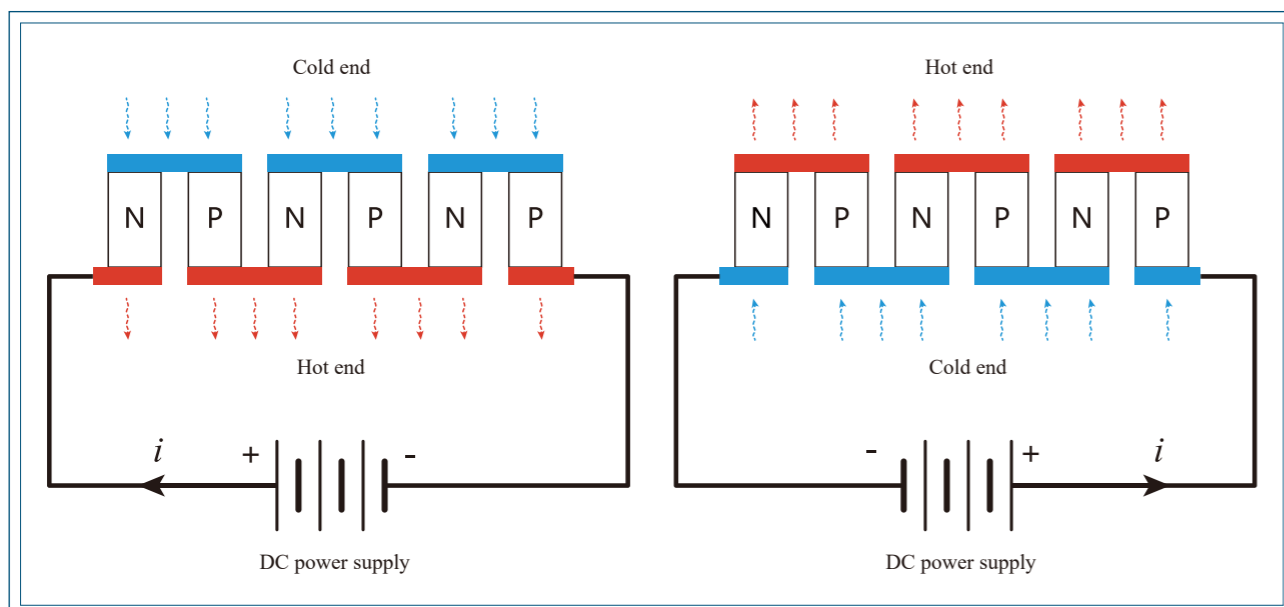 Cold end
N P N P N P
Hot end
i + -
DC power supply
Hot end
N P N P N P
Cold end
- + i
DC power supply